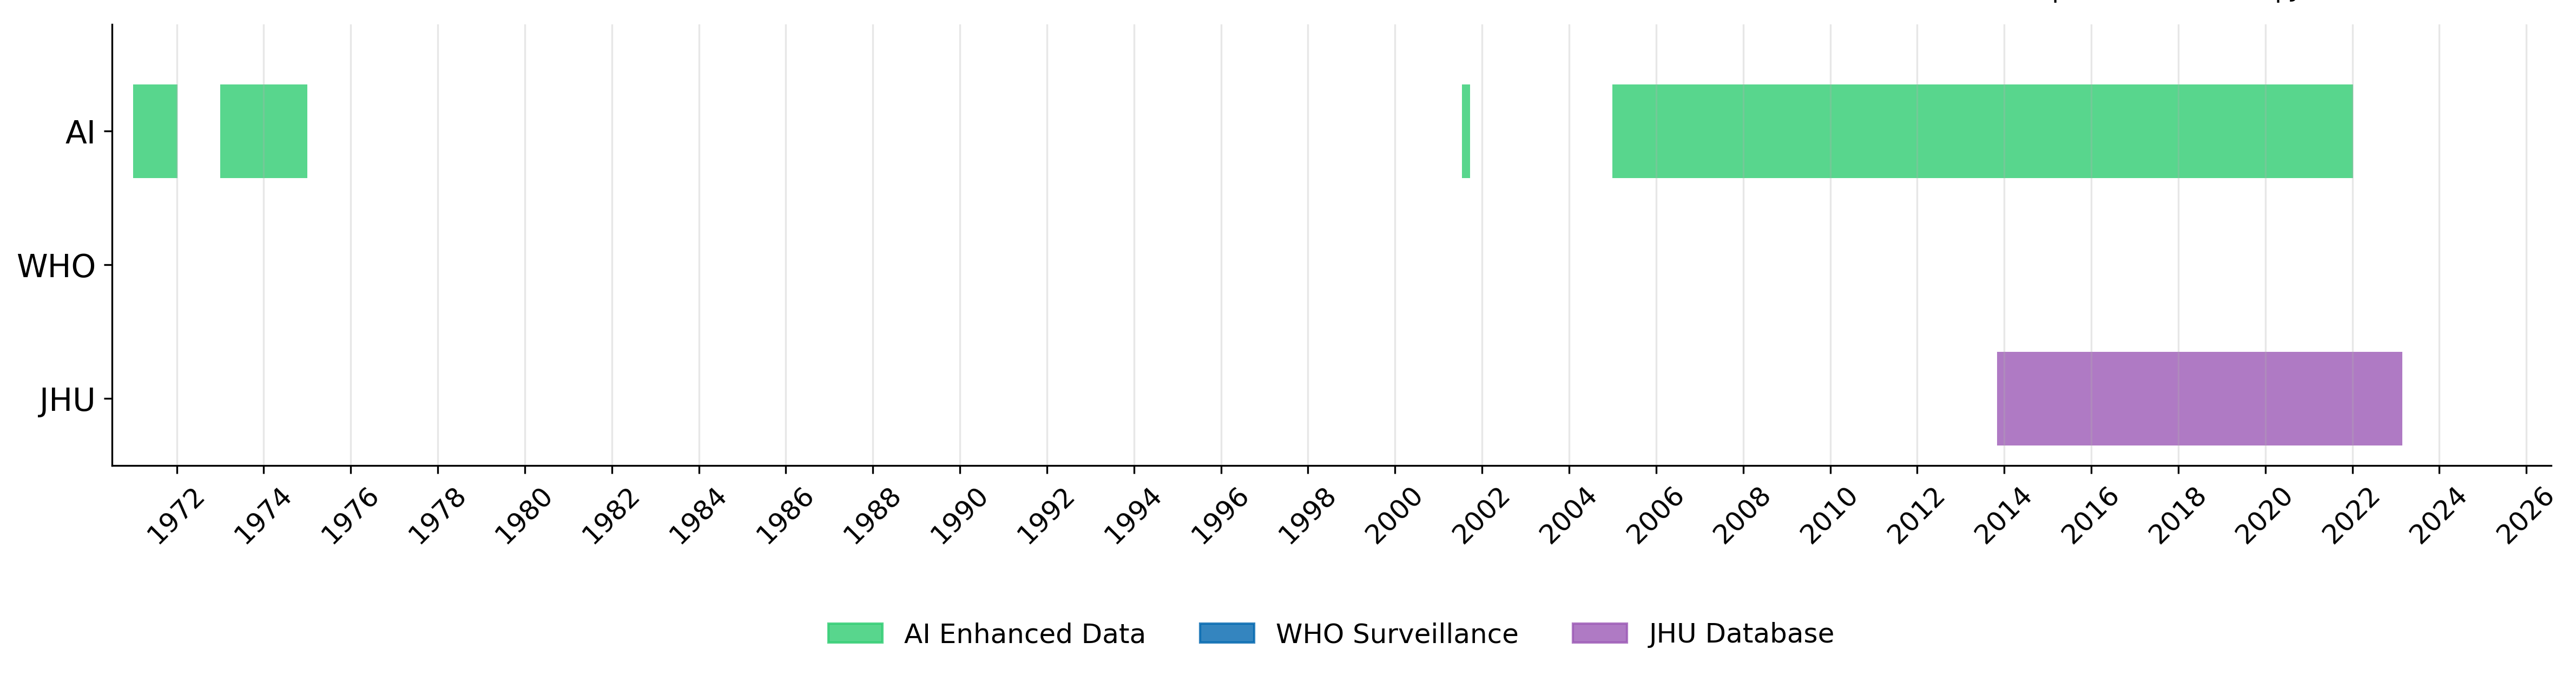 AI
WHO
JHU
1972 1974 1976 1978 1980 1982 1984 1986 1988 1990 1992 1994 1996 1998 2000 2002 2004 2006 2008 2010 2012 2014 2016 2018 2020 2022 2024 2026
AI Enhanced Data WHO Surveillance JHU Database